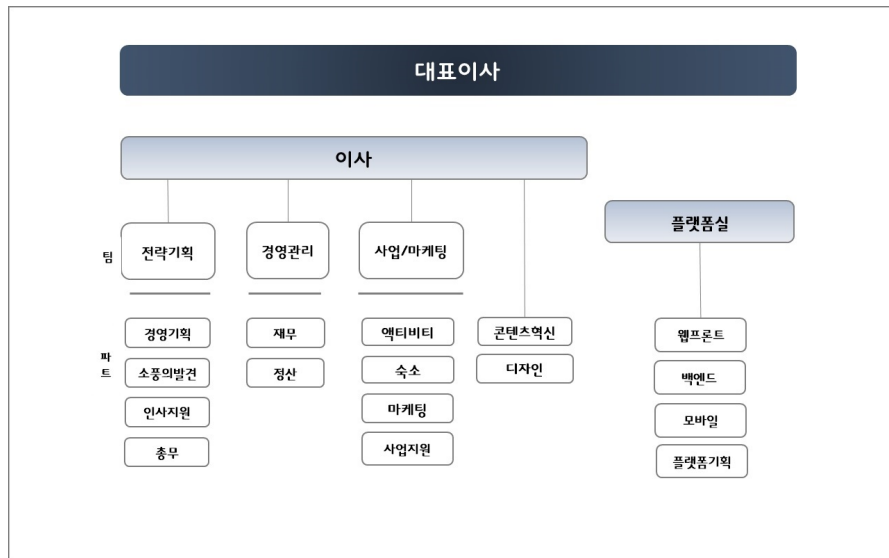 대표이사
이사
플랫폼실
팀
전략기획
경영관리
사업/마케팅
파
트
경영기획
재무
액티비티
콘텐츠혁신
웹프론트
소풍의발견
정산
숙소
디자인
백엔드
인사지원
마케팅
모바일
총무
사업지원
플랫폼기획